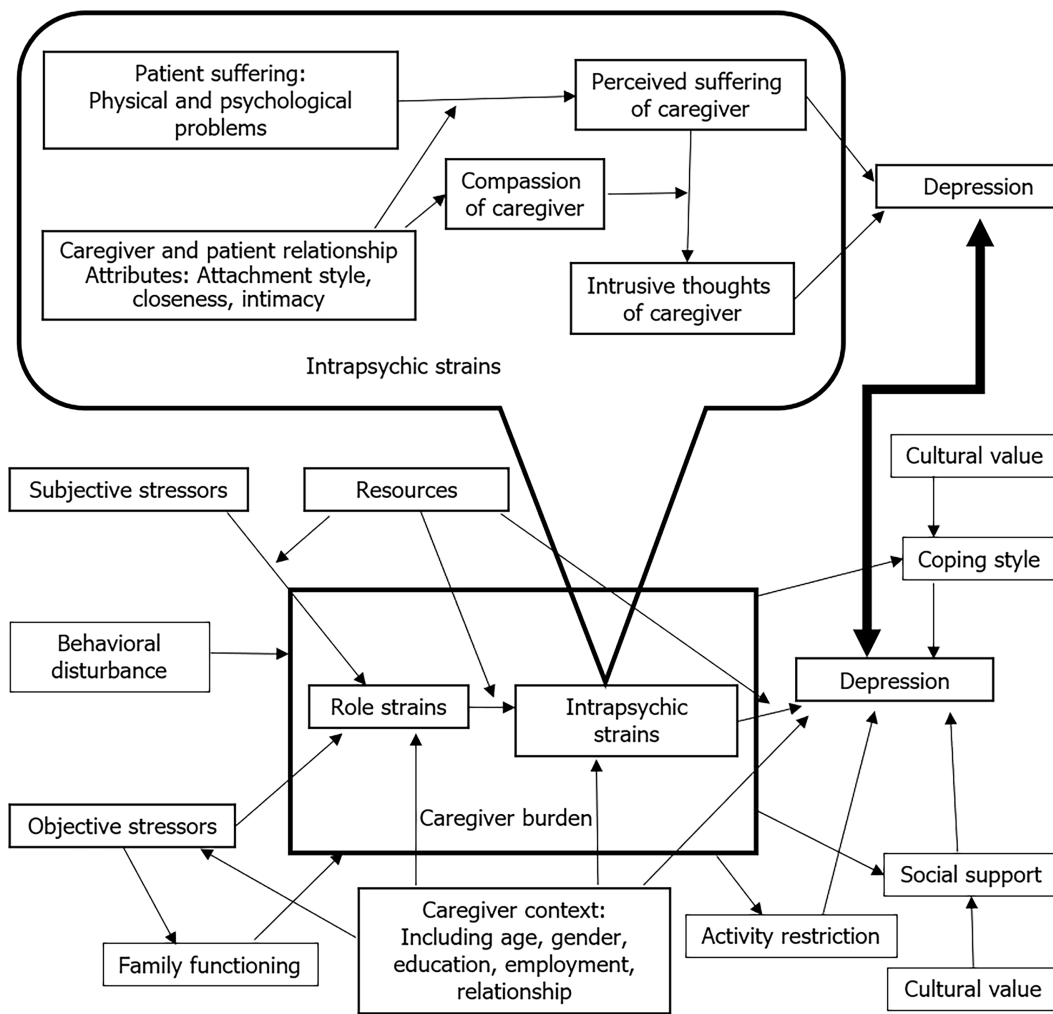 Patient suffering:
Physical and psychological
problems
Perceived suffering
of caregiver
Compassion
of caregiver
Depression
Caregiver and patient relationship
Attributes: Attachment style,
closeness, intimacy
Intrusive thoughts
of caregiver
Intrapsychic strains
Cultural value
Subjective stressors
Resources
Coping style
Behavioral
disturbance
Depression
Role strains
Intrapsychic
strains
Caregiver burden
Objective stressors
Social support
Caregiver context:
Including age, gender,
education, employment,
relationship
Activity restriction
Family functioning
Cultural value